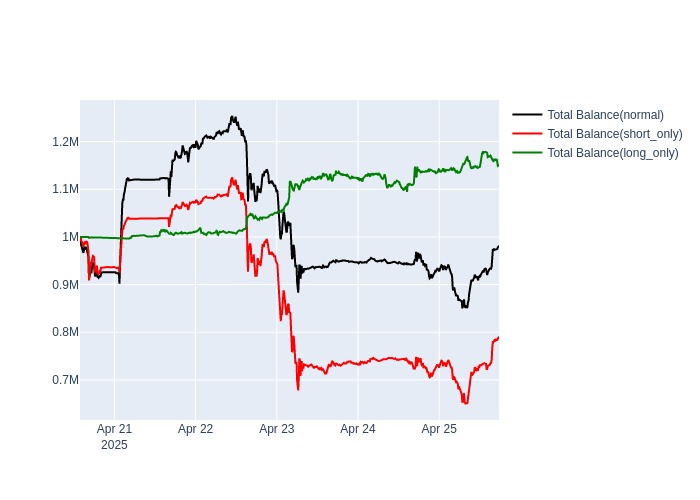 Total Balance(normal)
Total Balance(short_only)
Total Balance(long_only)
1.2M
1.1M
1M
0.9M
0.8M
0.7M
Apr 21
2025
Apr 22
Apr 23
Apr 24
Apr 25